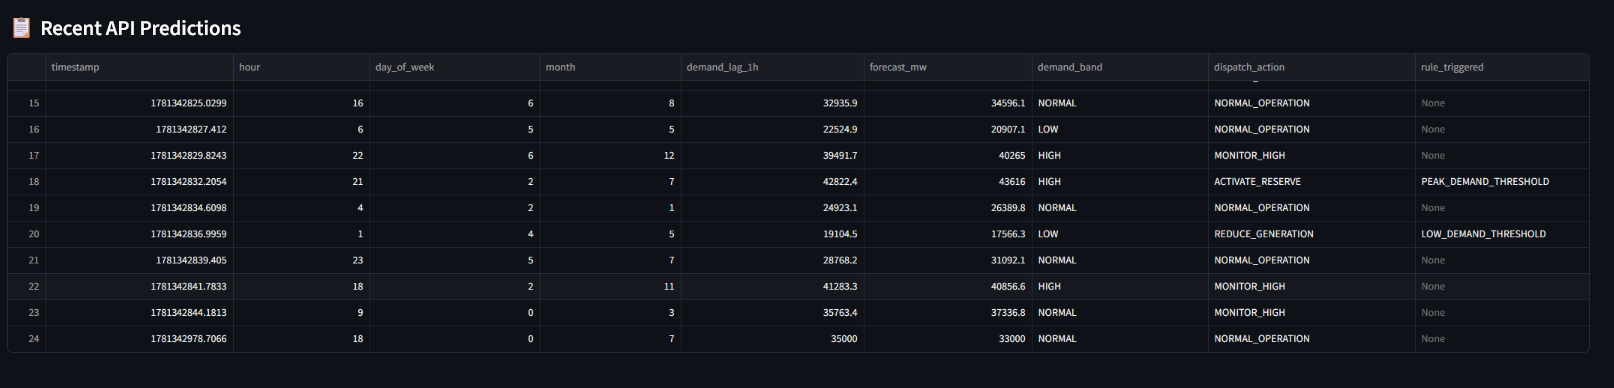 Recent API Predictions
timestamp hour day_of_week month demand_lag_1h forecast_mw demand_band dispatch_action rule_triggered
15 1781342825.0299 16 6 8 32935.9 34596.1 NORMAL NORMAL_OPERATION None
16 1781342827.412 6 5 5 22524.9 20907.1 LOW NORMAL_OPERATION None
17 1781342829.8243 22 6 12 39491.7 40265 HIGH MONITOR_HIGH None
18 1781342832.2054 21 2 7 42822.4 43616 HIGH ACTIVATE_RESERVE PEAK_DEMAND_THRESHOLD
19 1781342834.6098 4 2 1 24923.1 26389.8 NORMAL NORMAL_OPERATION None
20 1781342836.9959 1 4 5 19104.5 17566.3 LOW REDUCE_GENERATION LOW_DEMAND_THRESHOLD
21 1781342839.405 23 5 7 28768.2 31092.1 NORMAL NORMAL_OPERATION None
22 1781342841.7833 18 2 11 41283.3 40856.6 HIGH MONITOR_HIGH None
23 1781342844.1813 9 0 3 35763.4 37336.8 NORMAL MONITOR_HIGH None
24 1781342978.7066 18 0 7 35000 33000 NORMAL NORMAL_OPERATION None